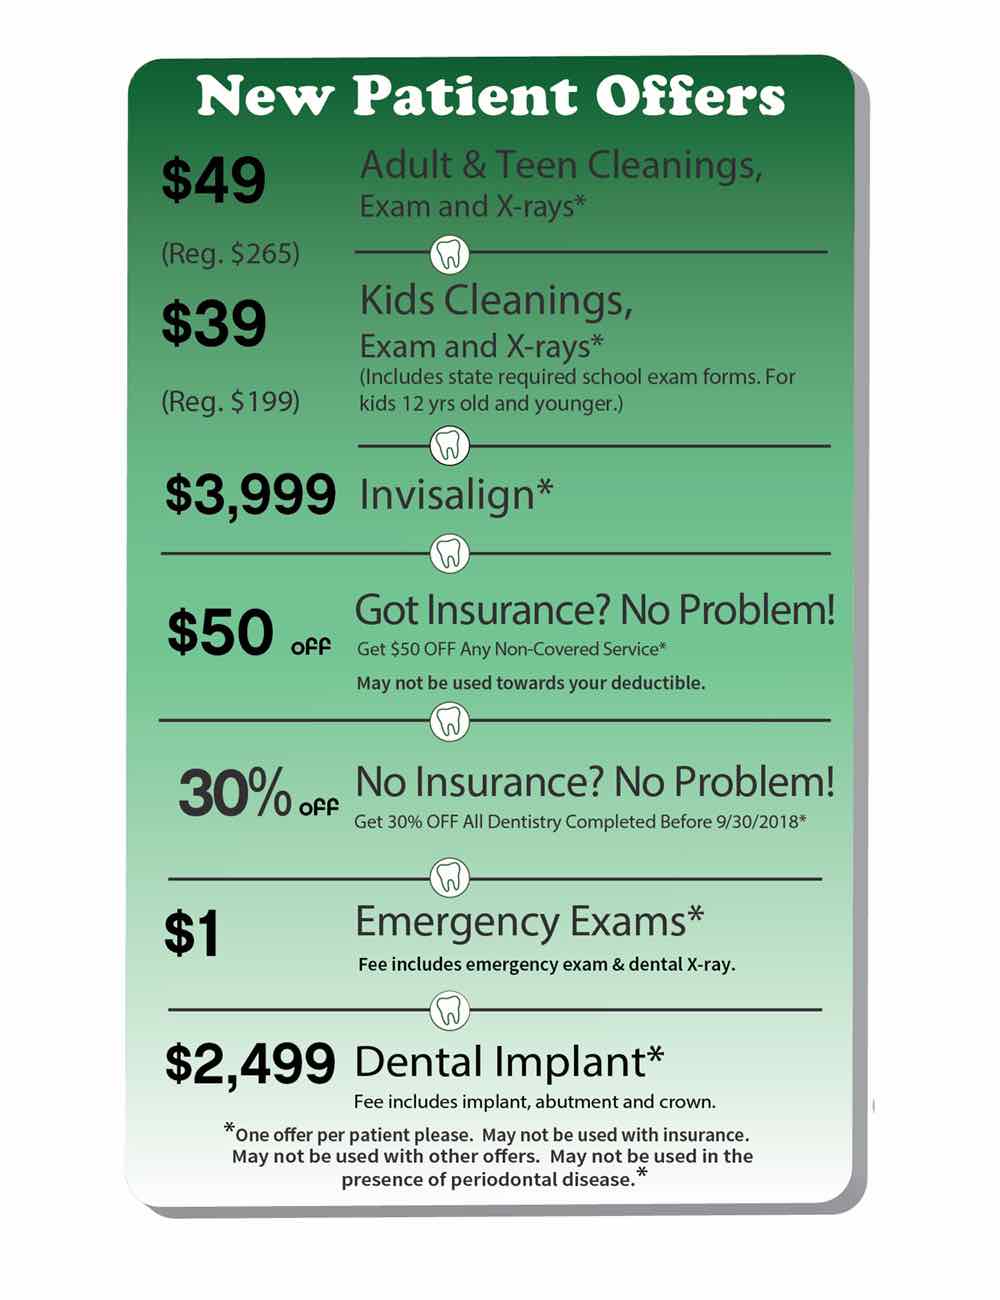 New Patient Offers
$49
Adult & Teen Cleanings,
Exam and X-rays*
(Reg. $265)
$39
Kids Cleanings,
Exam and X-rays*
(Includes state required school exam forms. For
kids 12 yrs old and younger.)
(Reg. $199)
$3,999 Invisalign*
$50 off
Got Insurance? No Problem!
Get $50 OFF Any Non-Covered Service*
May not be used towards your deductible.
30% off
No Insurance? No Problem!
Get 30% OFF All Dentistry Completed Before 9/30/2018*
$1
Emergency Exams*
Fee includes emergency exam & dental X-ray.
$2,499 Dental Implant*
Fee includes implant, abutment and crown.
*One offer per patient please. May not be used with insurance.
May not be used with other offers. May not be used in the
presence of periodontal disease.*